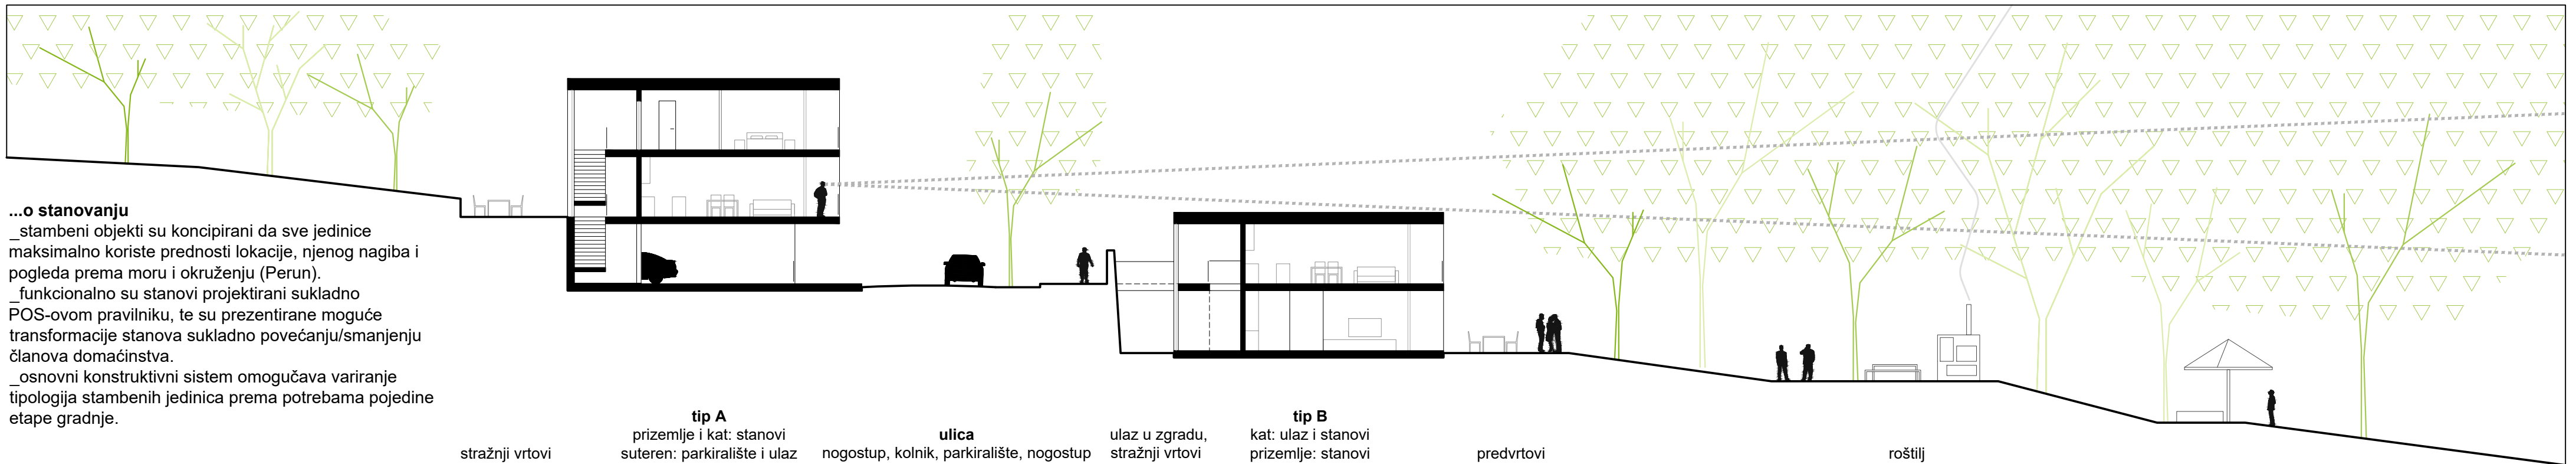 ...o stanovanju
_stambeni objekti su koncipirani da sve jedinice
maksimalno koriste prednosti lokacije, njenog nagiba i
pogleda prema moru i okruženju (Perun).
_funkcionalno su stanovi projektirani sukladno
POS-ovom pravilniku, te su prezentirane moguće
transformacije stanova sukladno povećanju/smanjenju
članova domaćinstva.
_osnovni konstruktivni sistem omogučava variranje
tipologija stambenih jedinica prema potrebama pojedine
etape gradnje.
stražnji vrtovi
tip A
prizemlje i kat: stanovi
suteren: parkiralište i ulaz
ulica
nogostup, kolnik, parkiralište, nogostup
ulaz u zgradu,
stražnji vrtovi
tip B
kat: ulaz i stanovi
prizemlje: stanovi
predvrtovi
roštilj